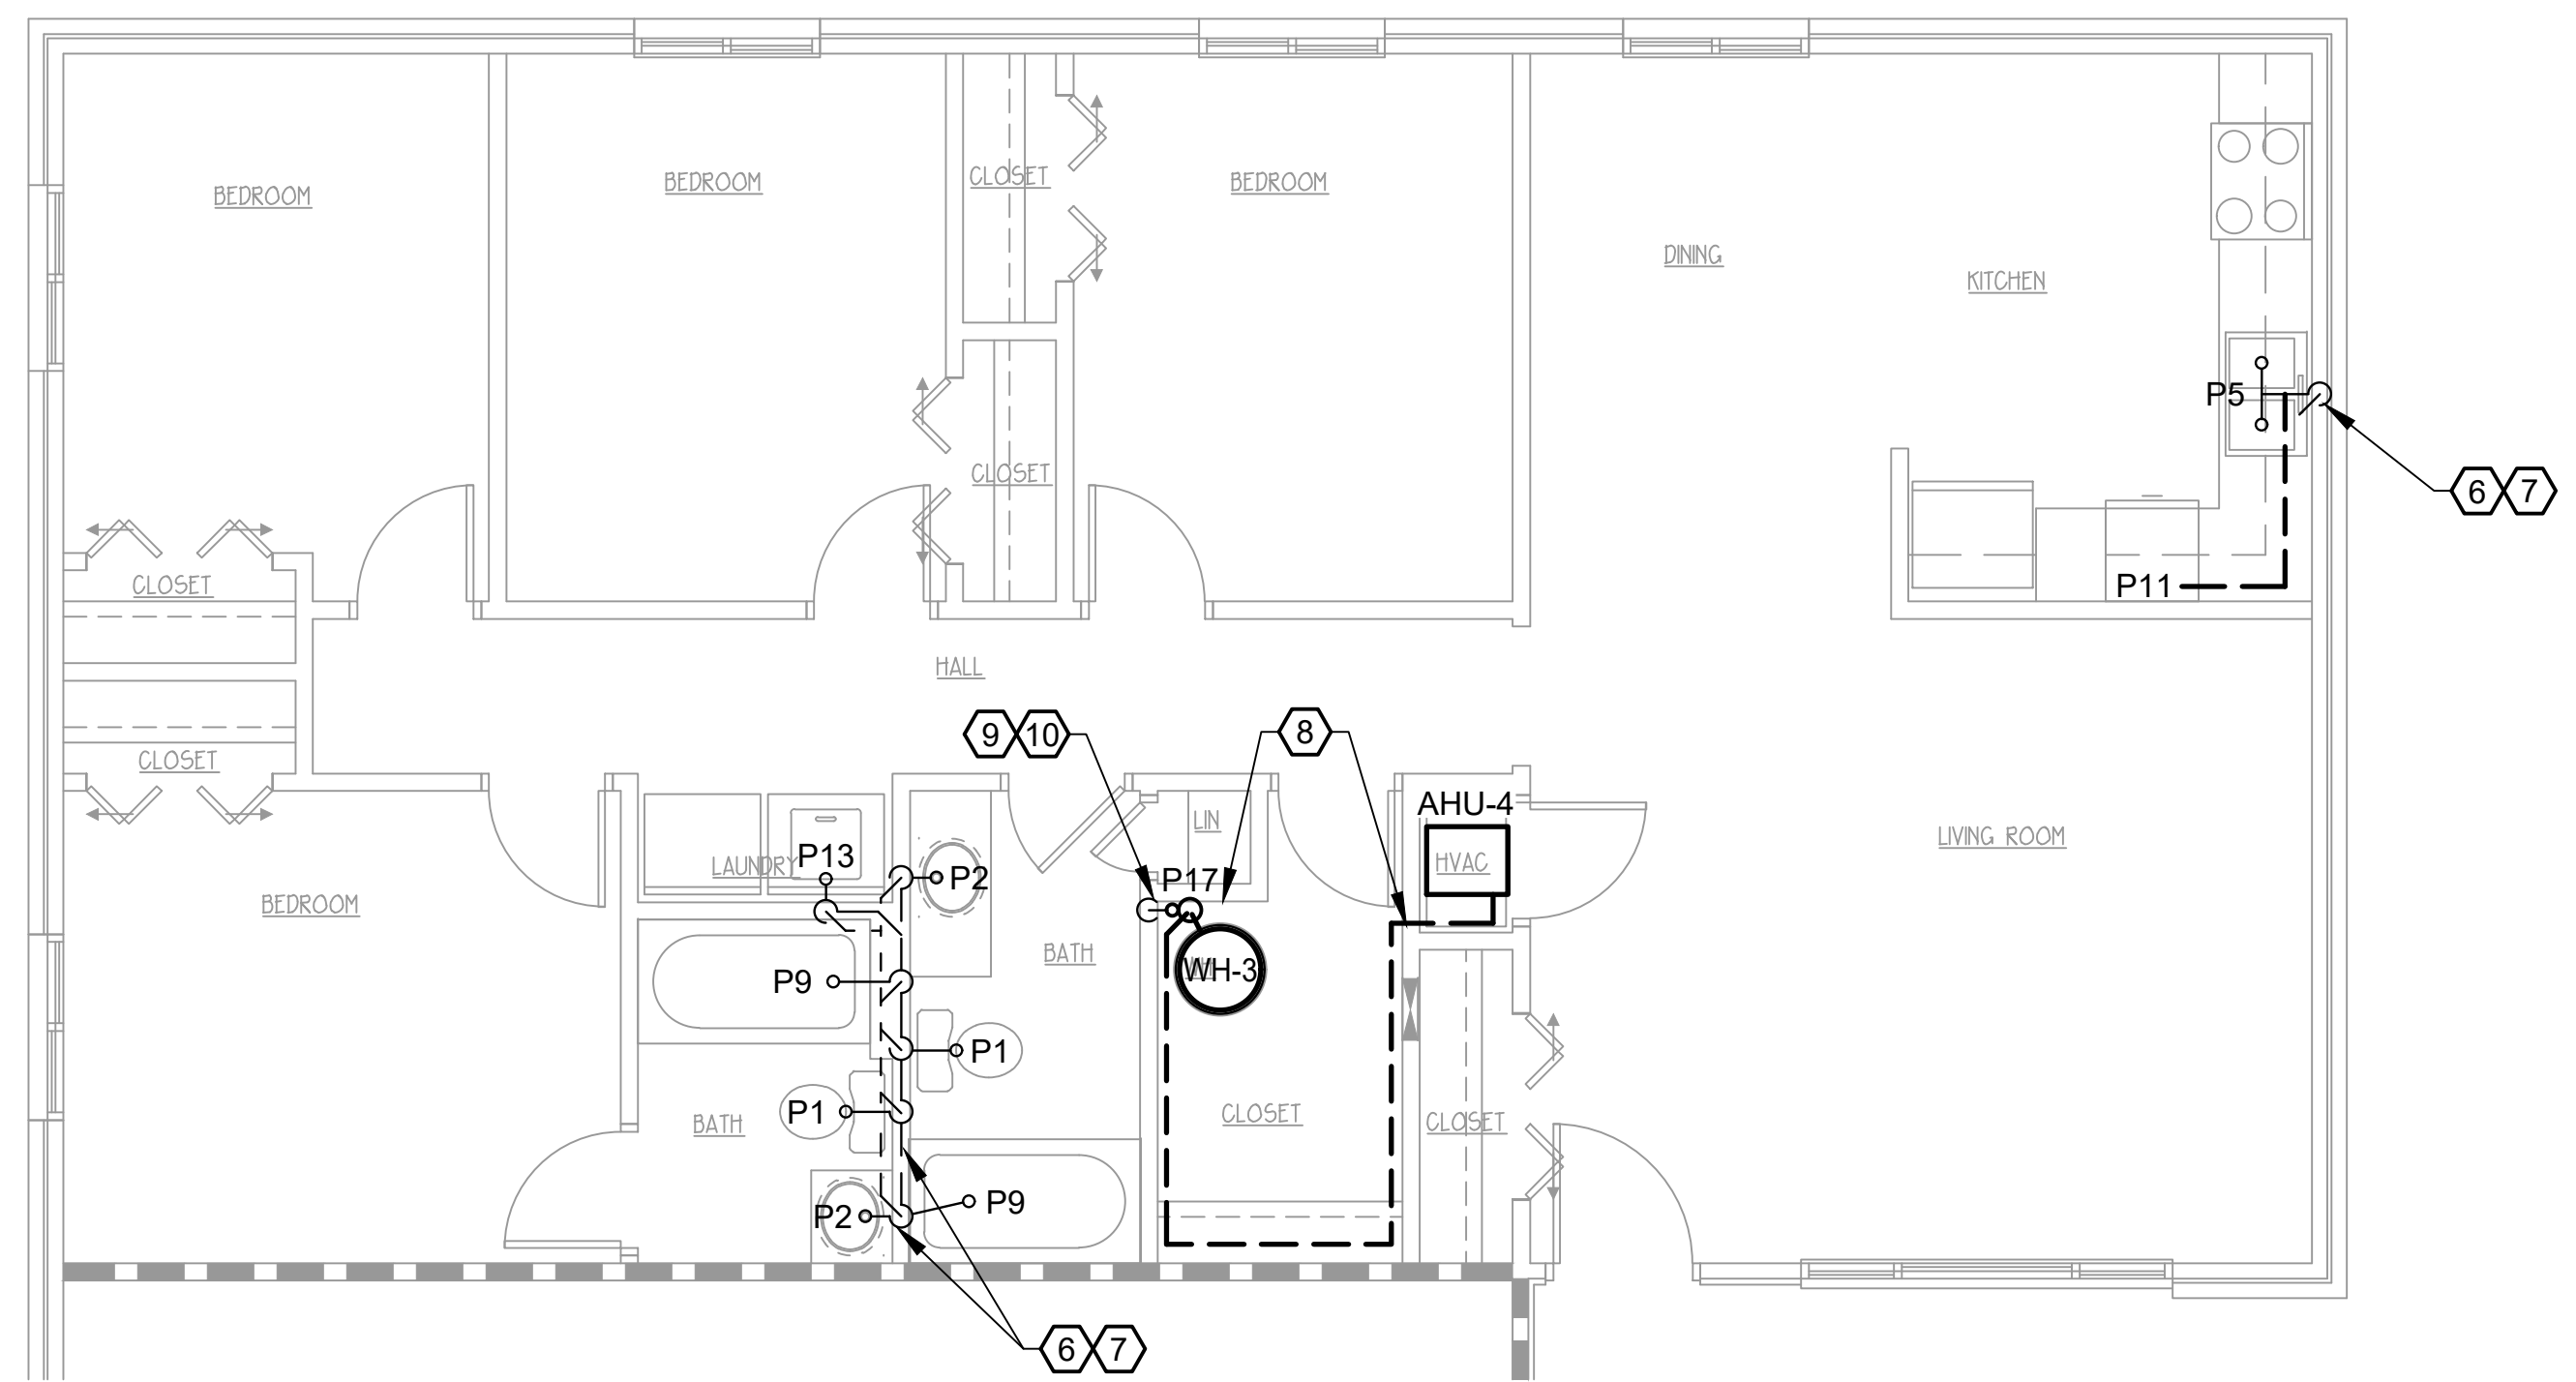 BEDROOM
BEDROOM
CLOSET
BEDROOM
DINING
KITCHEN
P5
6 7
CLOSET
CLOSET
P11
HALL
9 10
8
CLOSET
AHU-4
LIN
HVAC
LIVING ROOM
P13
LAUNDRY
P2
P17
BEDROOM
BATH
P9
WH-3
P1
P1
BATH
CLOSET
CLOSET
P9
P2
6 7